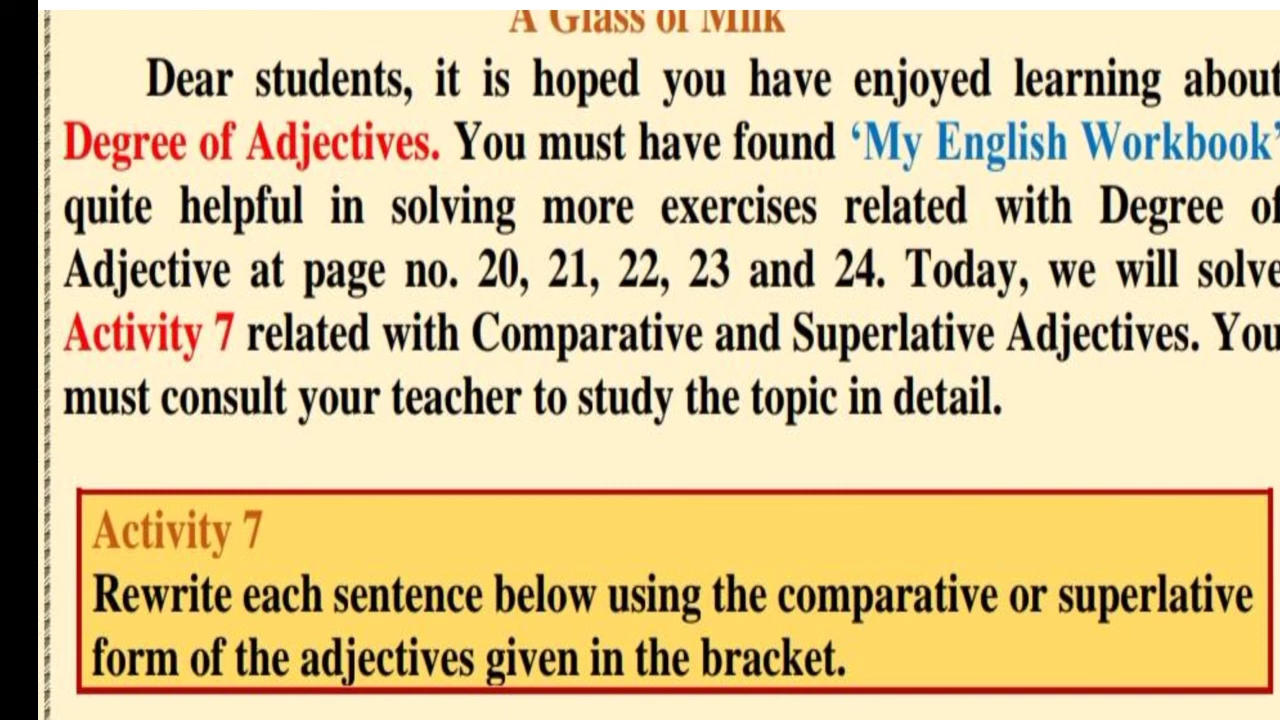 A Glass of Milk
Dear students, it is hoped you have enjoyed learning about
Degree of Adjectives. You must have found ‘My English Workbook’
quite helpful in solving more exercises related with Degree of
Adjective at page no. 20, 21, 22, 23 and 24. Today, we will solve
Activity 7 related with Comparative and Superlative Adjectives. You
must consult your teacher to study the topic in detail.
Activity 7
Rewrite each sentence below using the comparative or superlative
form of the adjectives given in the bracket.